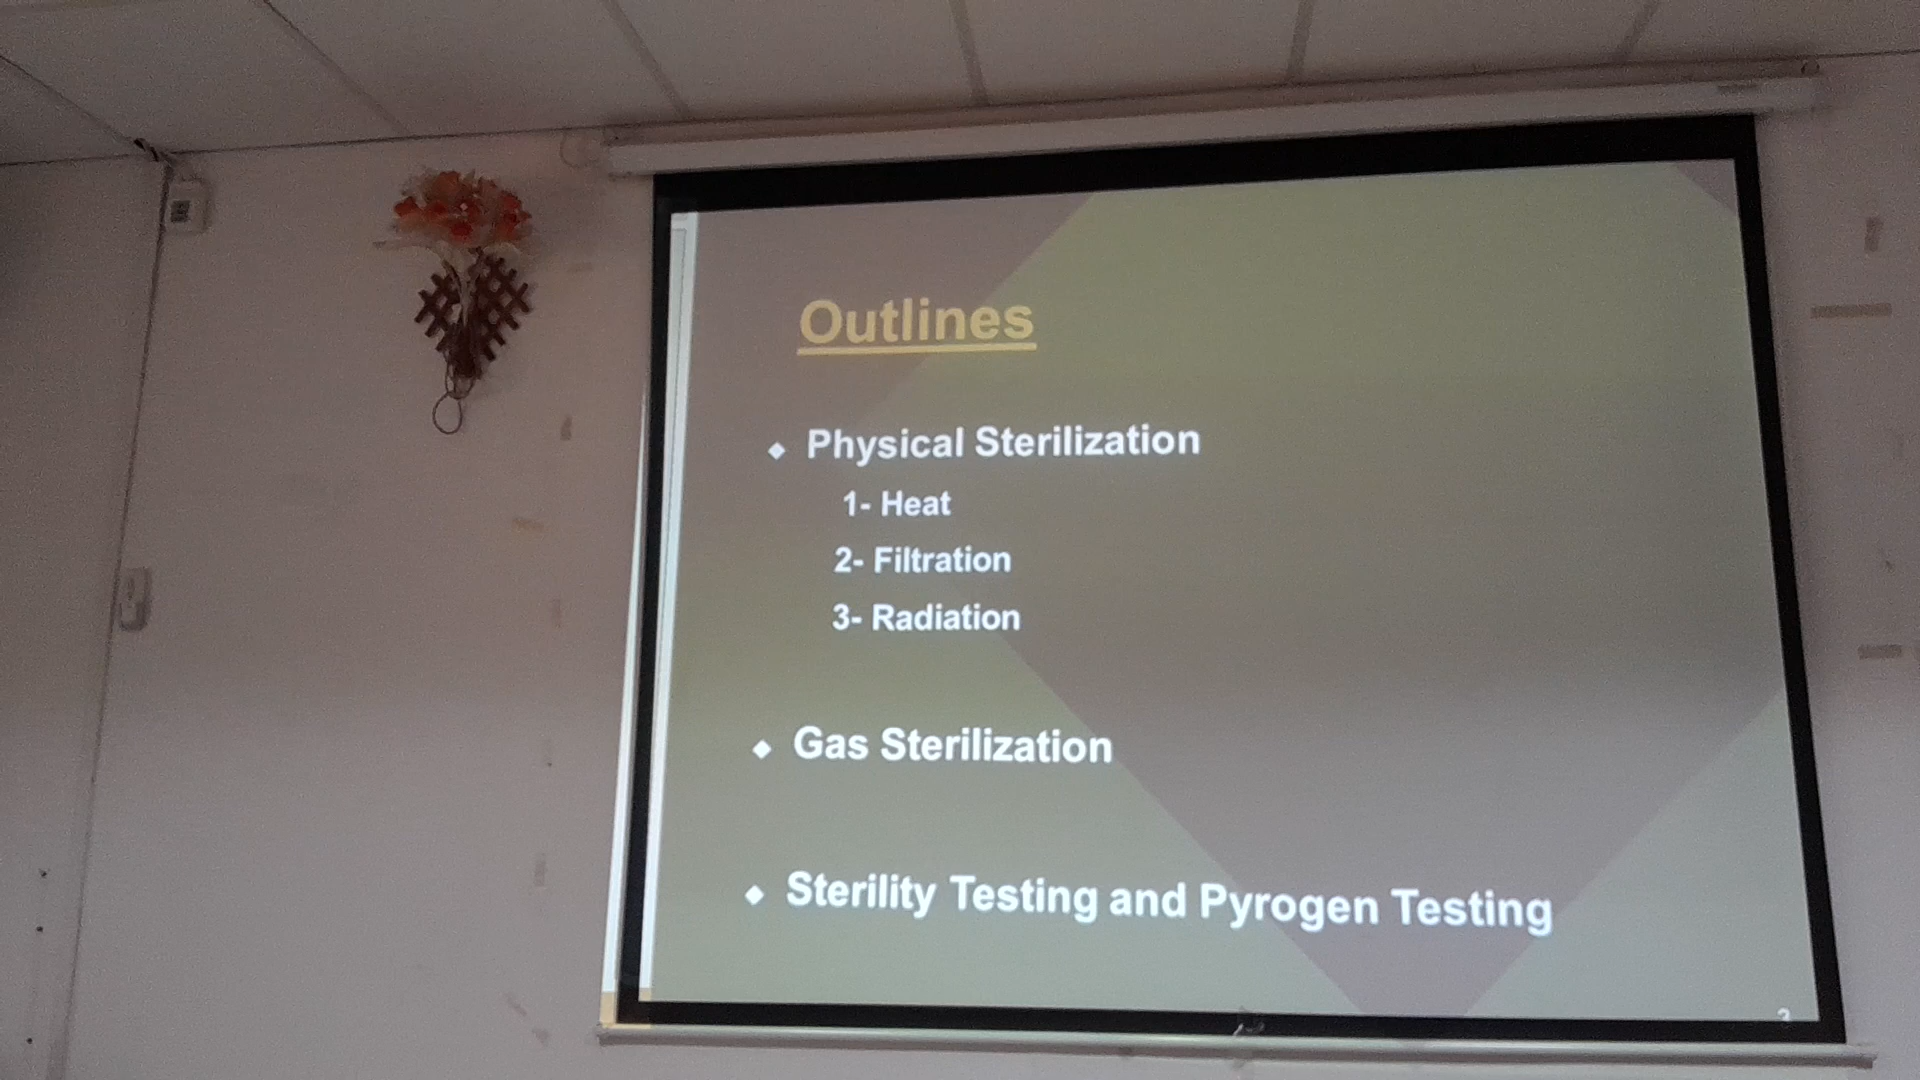 Outlines
◆ Physical Sterilization
1- Heat
2- Filtration
3- Radiation
◆ Gas Sterilization
◆ Sterility Testing and Pyrogen Testing